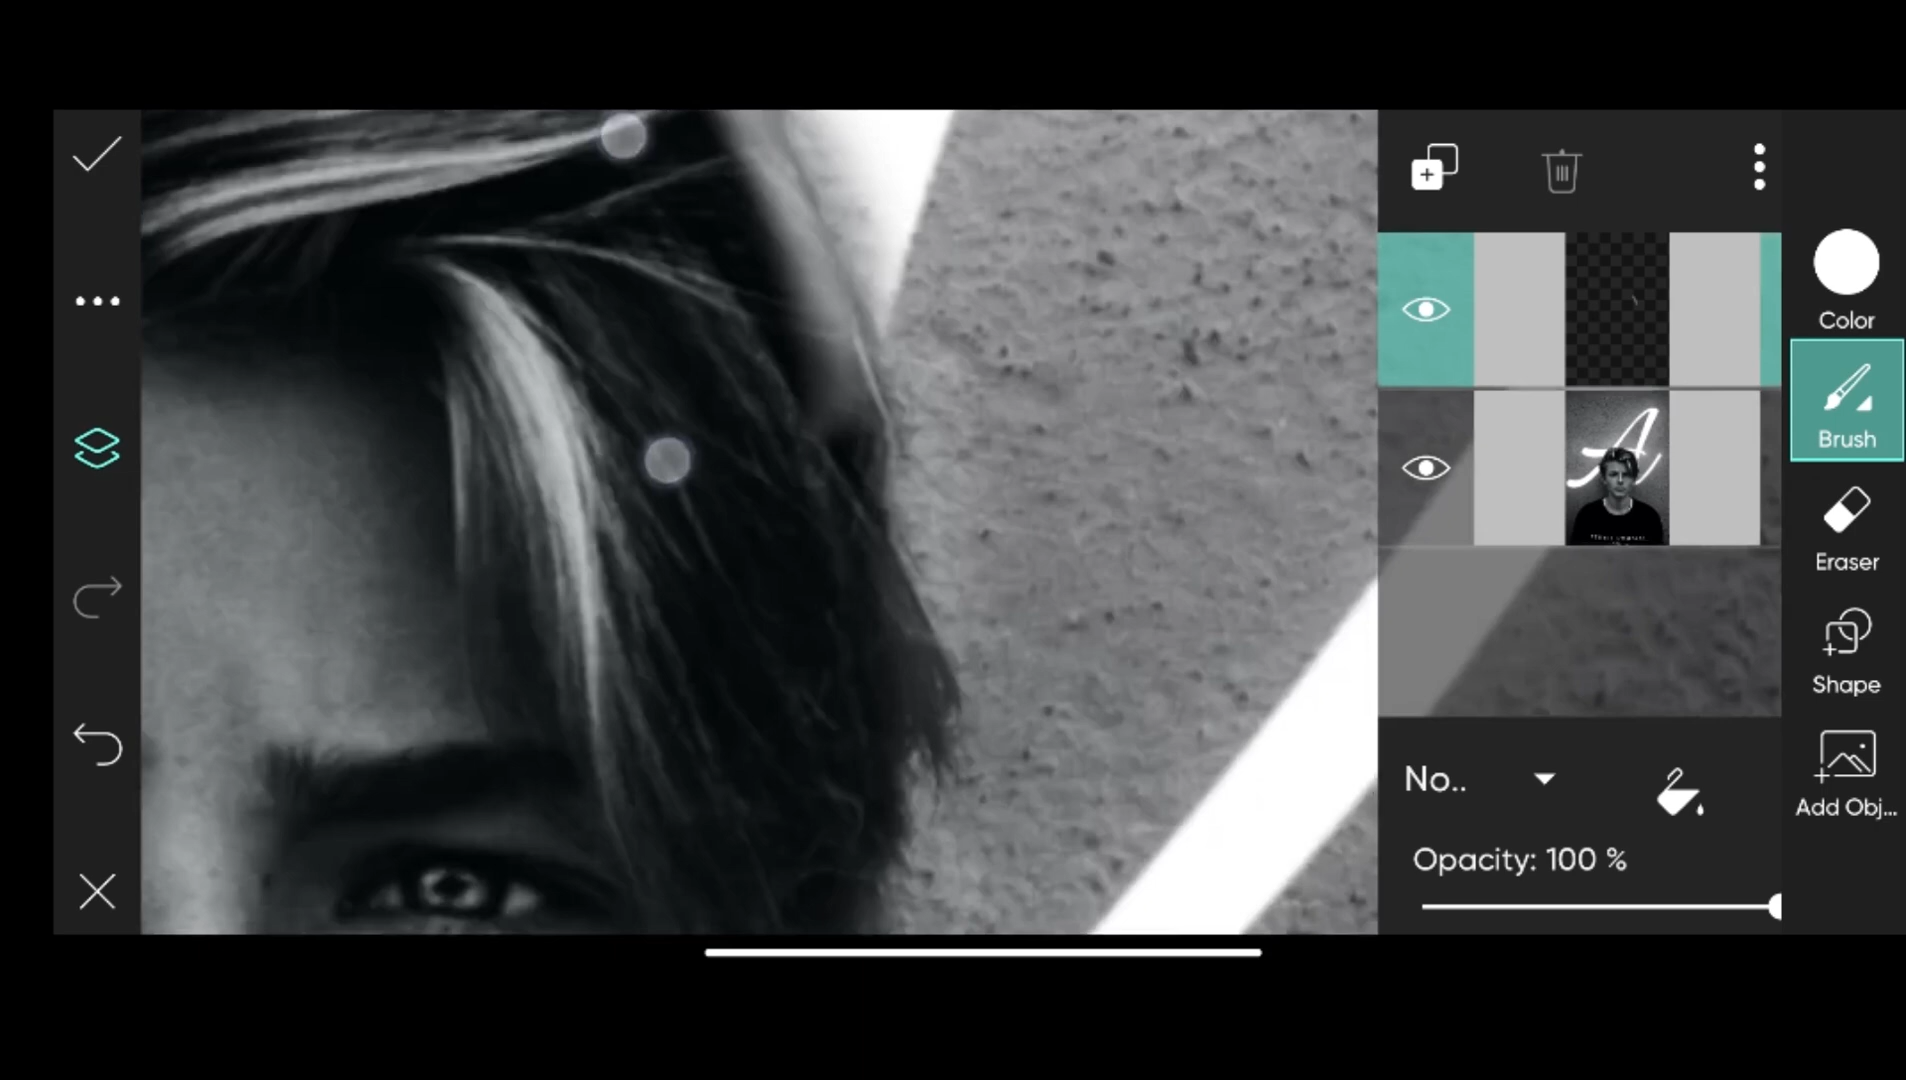 Color
Brush
A
Eraser
Shape
Add Obj...
No..
Opacity: 100 %